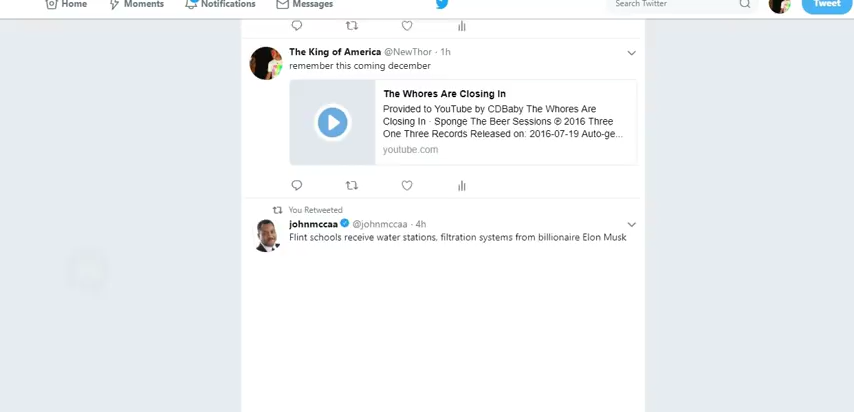 Home Moments Notifications Messages Search Twitter Tweet
The King of America @NewThor · 1h
remember this coming december
The Whores Are Closing In
Provided to YouTube by CDBaby The Whores Are
Closing In · Sponge The Beer Sessions ℗ 2016 Three
One Three Records Released on: 2016-07-19 Auto-ge...
youtube.com
You Retweeted
johnmccaa @johnmccaa · 4h
Flint schools receive water stations, filtration systems from billionaire Elon Musk